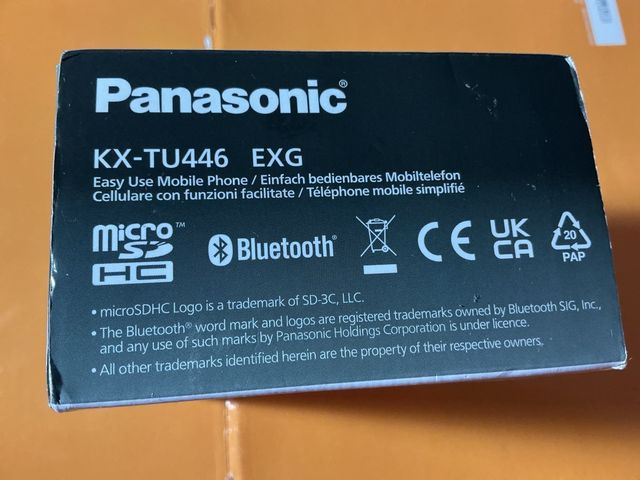 Panasonic®
KX-TU446 EXG
Easy Use Mobile Phone / Einfach bedienbares Mobiltelefon
Cellulare con funzioni facilitate / Téléphone mobile simplifié
micro SD HC ™
Bluetooth®
CE
UK CA
20
PAP
• microSDHC Logo is a trademark of SD-3C, LLC.
• The Bluetooth® word mark and logos are registered trademarks owned by Bluetooth SIG, Inc.,
and any use of such marks by Panasonic Holdings Corporation is under licence.
• All other trademarks identified herein are the property of their respective owners.